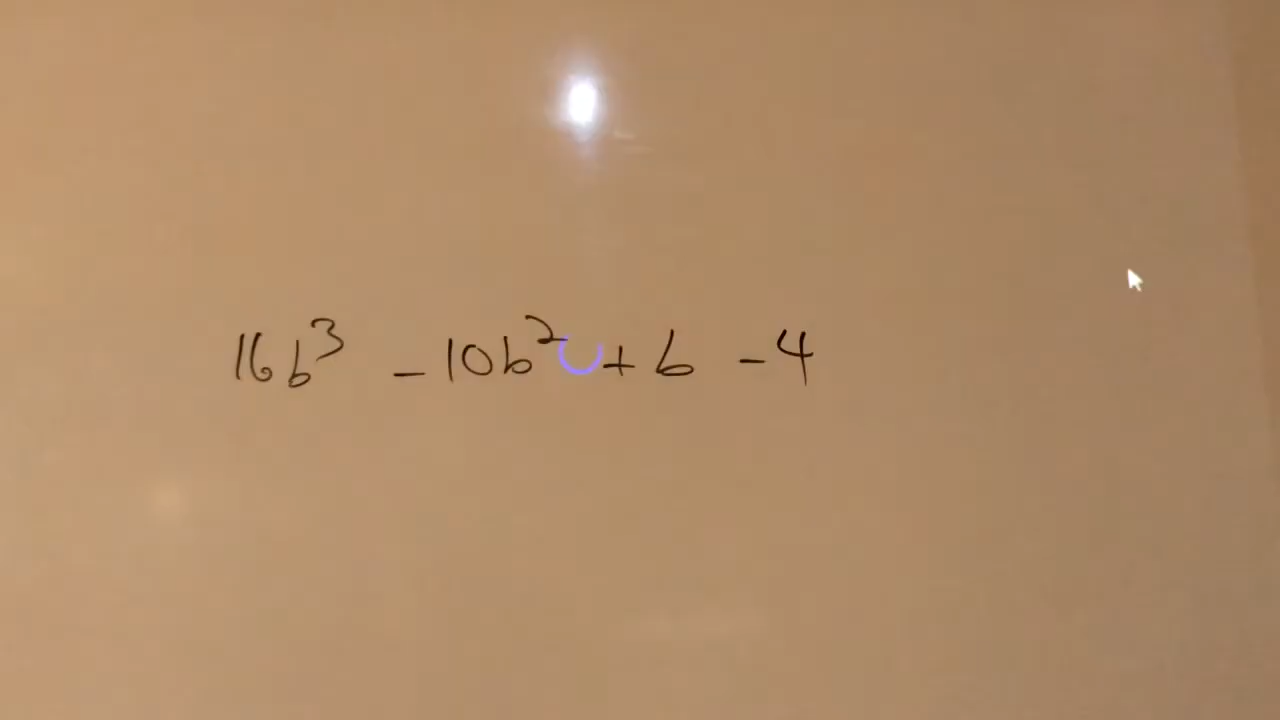 16b³ - 10b² + b - 4